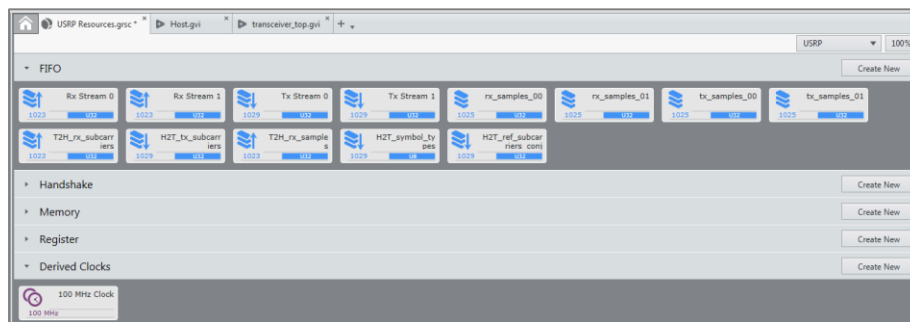 USRP Resources.grsc * × Host.gvi × transceiver_top.gvi × +
USRP 100%
FIFO Create New
Rx Stream 0 Rx Stream 1 Tx Stream 0 Tx Stream 1 rx_samples_00 rx_samples_01 tx_samples_00 tx_samples_01
1023 U32 1023 U32 1029 U32 1029 U32 1025 U32 1025 U32 1025 U32 1025 U32
T2H_rx_subcarr H2T_tx_subcarr T2H_rx_sample H2T_symbol_ty H2T_ref_subcar
iers iers s pes riers_conj
1023 U32 1029 U32 1023 U32 1029 U8 1029 U32
Handshake Create New
Memory Create New
Register Create New
Derived Clocks Create New
100 MHz Clock
100 MHz